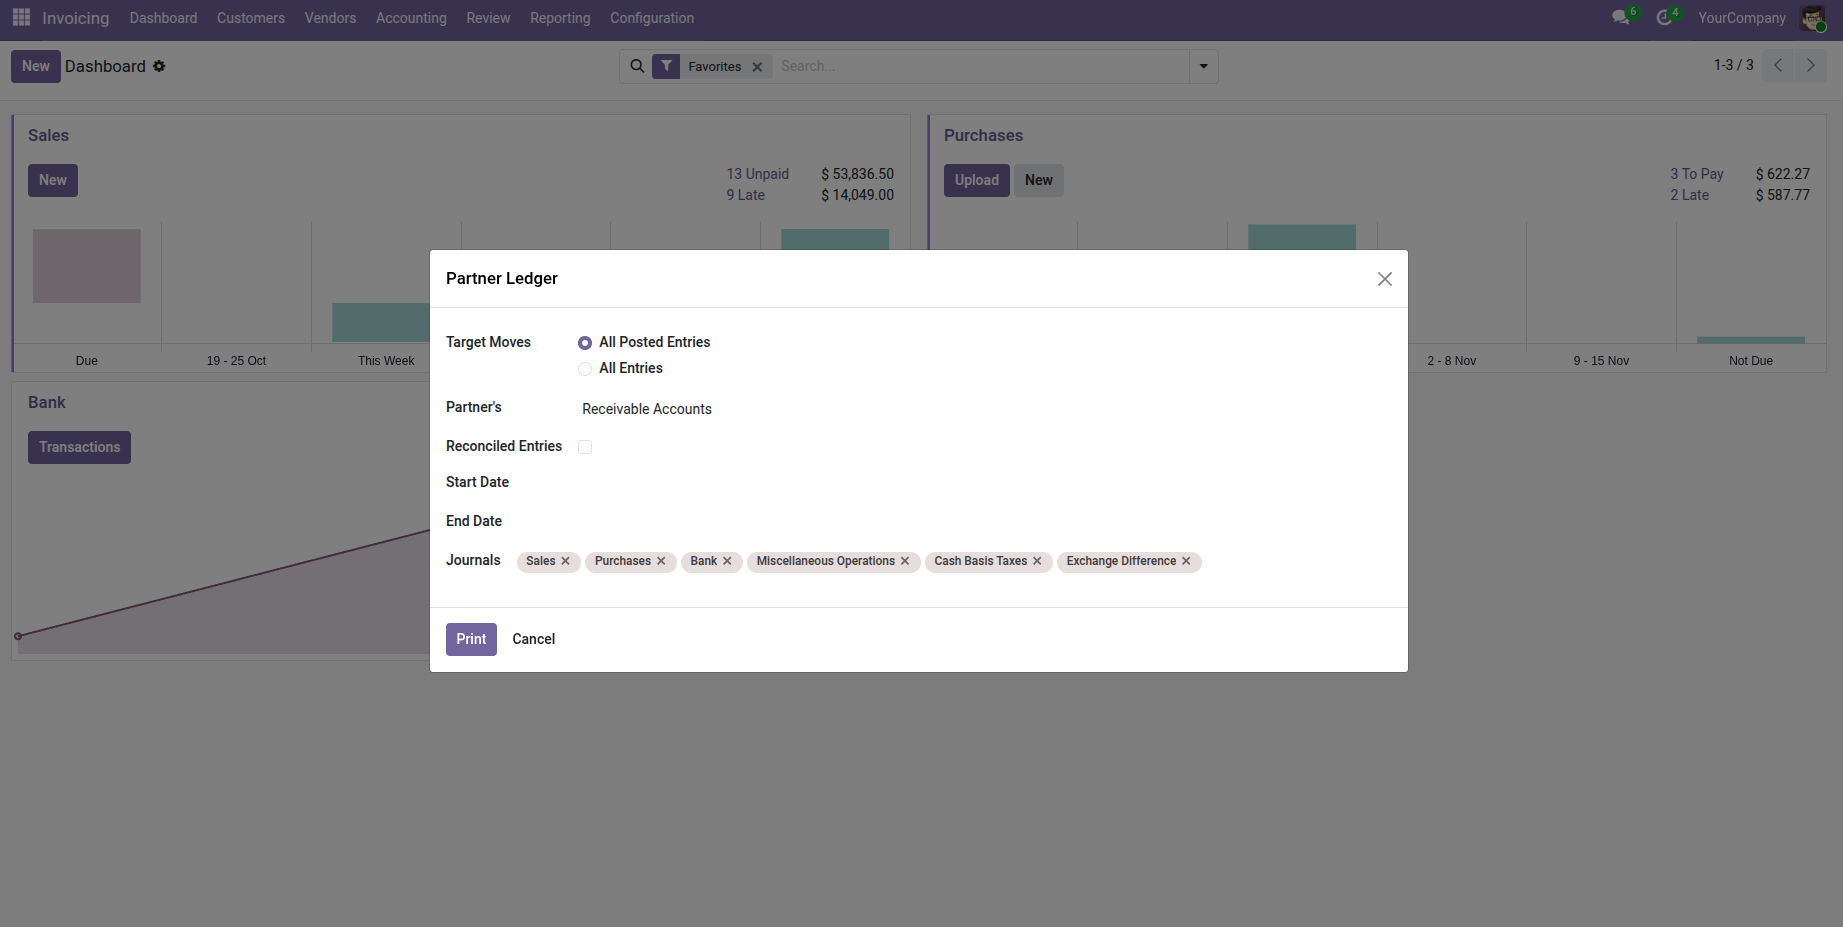 Invoicing Dashboard Customers Vendors Accounting Review Reporting Configuration 6 4 YourCompany
New Dashboard Favorites Search... 1-3 / 3
Sales
New
13 Unpaid $ 53,836.50
9 Late $ 14,049.00
Due 19 - 25 Oct This Week
Purchases
Upload New
3 To Pay $ 622.27
2 Late $ 587.77
2 - 8 Nov 9 - 15 Nov Not Due
Bank
Transactions
Partner Ledger
Target Moves All Posted Entries
All Entries
Partner's Receivable Accounts
Reconciled Entries
Start Date
End Date
Journals Sales Purchases Bank Miscellaneous Operations Cash Basis Taxes Exchange Difference
Print Cancel